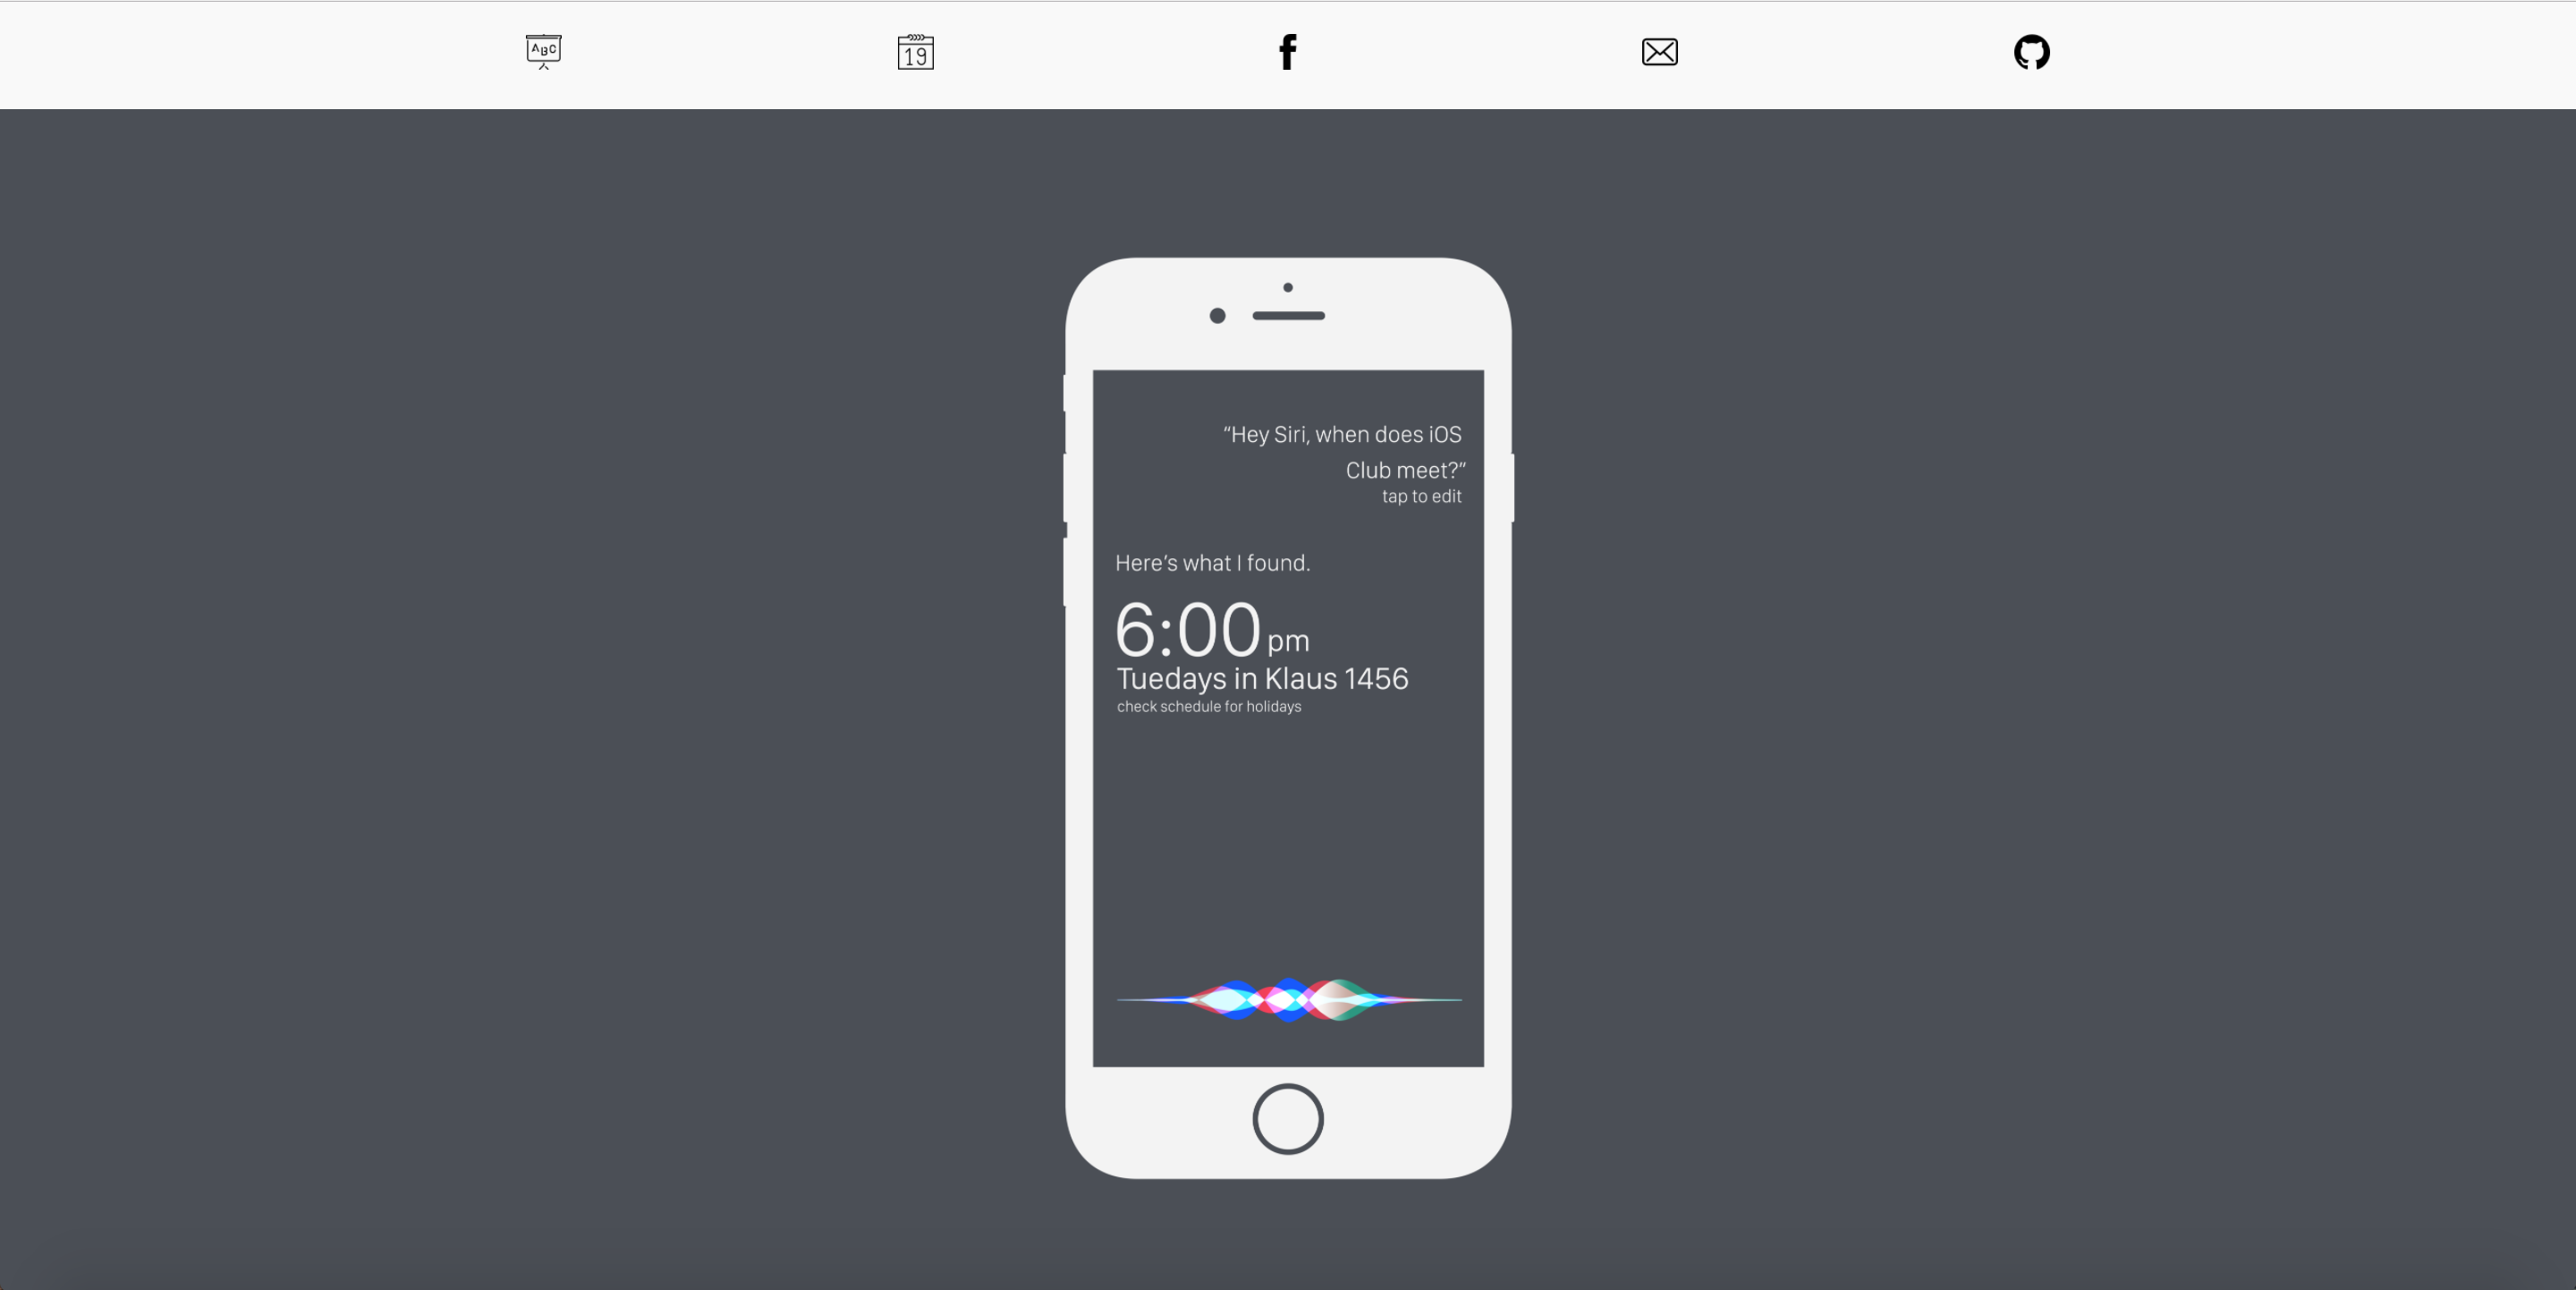 ABC
19
f
“Hey Siri, when does iOS
Club meet?”
tap to edit
Here’s what I found.
6:00 pm
Tuedays in Klaus 1456
check schedule for holidays